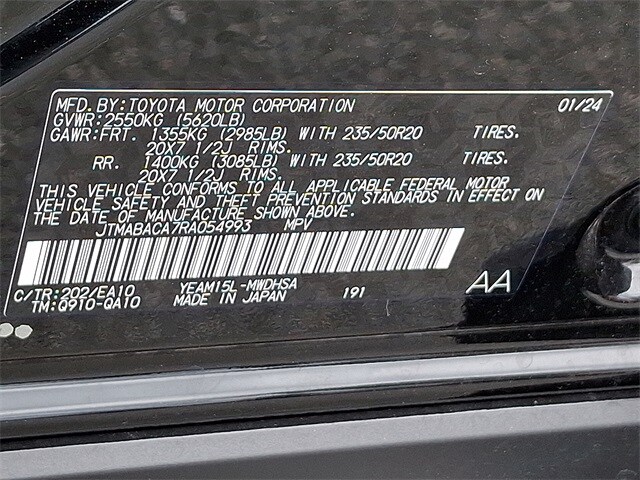 MFD. BY: TOYOTA MOTOR CORPORATION 01/24
GVWR: 2550KG (5620LB)
GAWR: FRT. 1355KG (2985LB) WITH 235/50R20 TIRES.
20X7 1/2J RIMS.
RR. 1400KG (3085LB) WITH 235/50R20 TIRES.
20X7 1/2J RIMS.
THIS VEHICLE CONFORMS TO ALL APPLICABLE FEDERAL MOTOR
VEHICLE SAFETY AND THEFT PREVENTION STANDARDS IN EFFECT ON
THE DATE OF MANUFACTURE SHOWN ABOVE.
JTMABACA7RA054993 MPV
C/TR: 202/EA10 YEAM15L-MWDHSA 191 AA
TM: Q910-QA10 MADE IN JAPAN